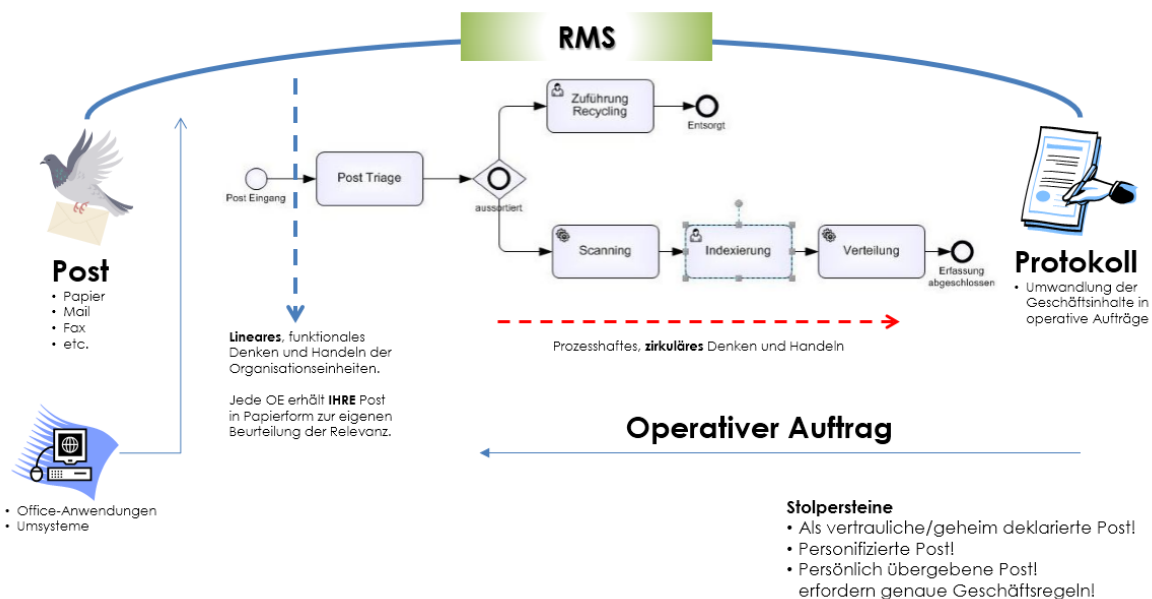 RMS
Zuführung
Recycling
Entsorgt
Post Eingang
Post Triage
aussortiert
Scanning
Indexierung
Verteilung
Erfassung
abgeschlossen
Post
• Papier
• Mail
• Fax
• etc.
Protokoll
• Umwandlung der
Geschäftsinhalte in
operative Aufträge
Lineares, funktionales
Denken und Handeln der
Organisationseinheiten.
Jede OE erhält IHRE Post
in Papierform zur eigenen
Beurteilung der Relevanz.
Prozesshaftes, zirkuläres Denken und Handeln
Operativer Auftrag
• Office-Anwendungen
• Umsysteme
Stolpersteine
• Als vertrauliche/geheim deklarierte Post!
• Personifizierte Post!
• Persönlich übergebene Post!
erfordern genaue Geschäftsregeln!